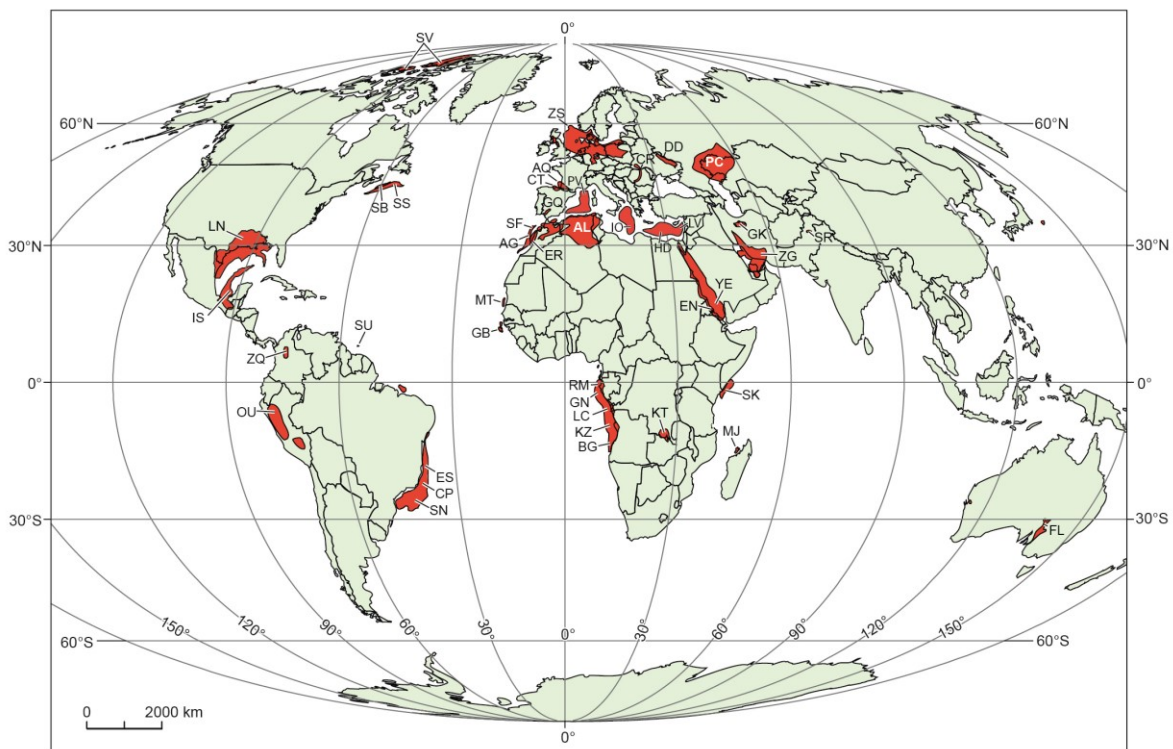 0°
SV
60°N
ZS
60°N
DD
CR
PC
AQ
CT
PV
SB
SS
GQ
LN
SF
AL
IO
LV
GK
SR
30°N
AG
ER
HD
ZG
30°N
IS
MT
YE
EN
SU
GB
ZQ
0°
RM
SK
0°
GN
OU
LC
KT
KZ
MJ
BG
ES
CP
SN
30°S
FL
30°S
150°
120°
90°
60°
30°
0°
30°
60°
90°
120°
150°
60°S
60°S
0 2000 km
0°